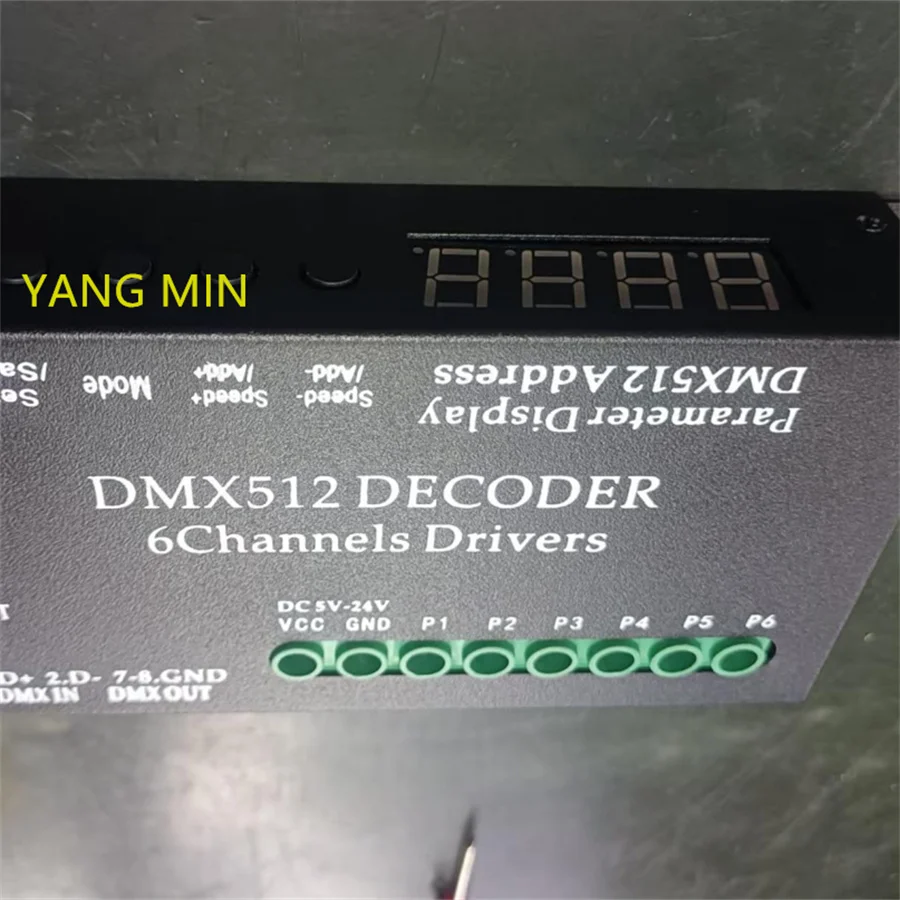 YANG MIN
Speed-
/Add-
Speed+
/Add+
Mode
Parameter Display
DMX512 Address
DMX512 DECODER
6Channels Drivers
DC 5V-24V
VCC GND P1 P2 P3 P4 P5 P6
D+ 2.D- 7-8.GND
DMX IN DMX OUT